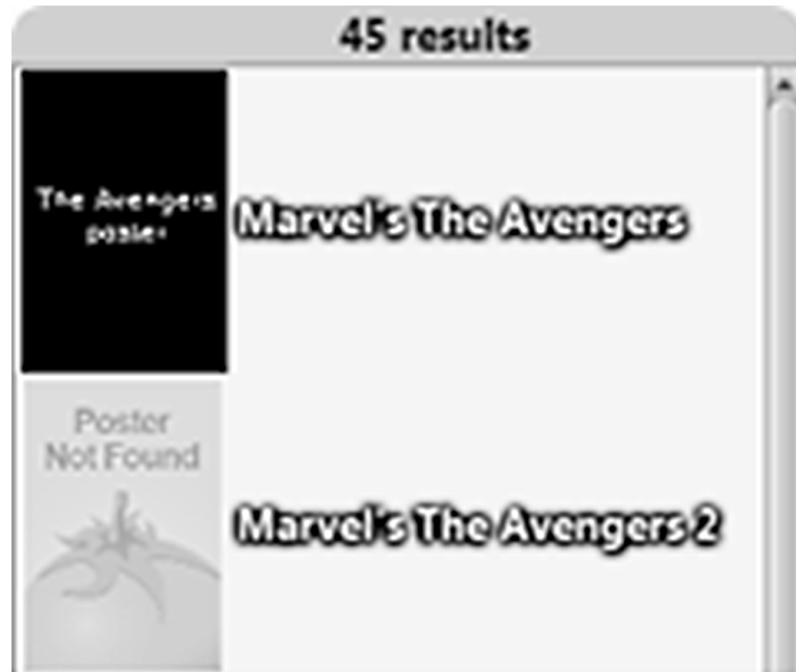 45 results
The Avengers
poster
Marvel's The Avengers
Poster
Not Found
Marvel's The Avengers 2